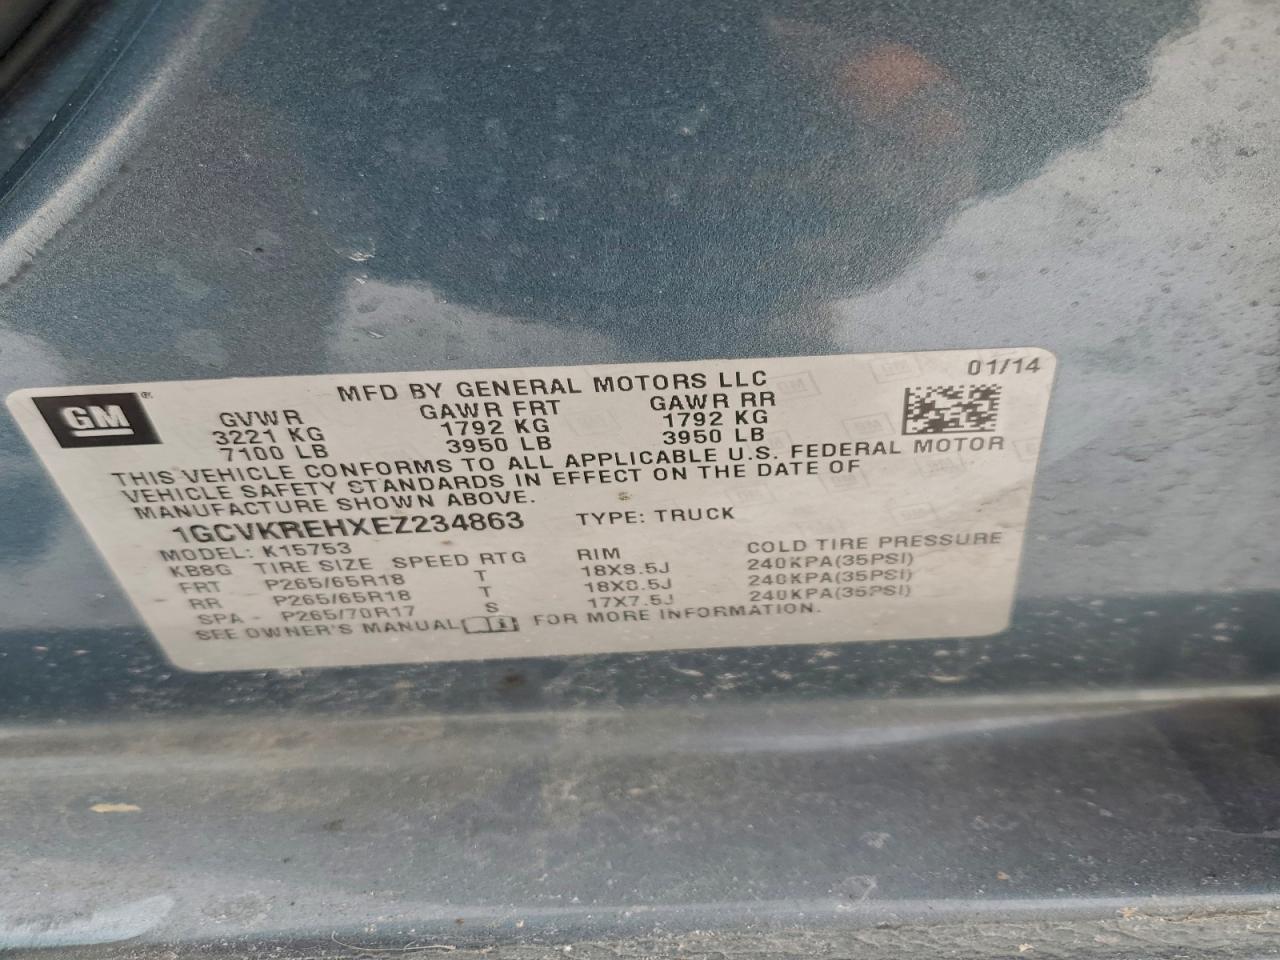 MFD BY GENERAL MOTORS LLC 01/14
GM ®
GVWR GAWR FRT GAWR RR
3221 KG 1792 KG 1792 KG
7100 LB 3950 LB 3950 LB
THIS VEHICLE CONFORMS TO ALL APPLICABLE U.S. FEDERAL MOTOR
VEHICLE SAFETY STANDARDS IN EFFECT ON THE DATE OF
MANUFACTURE SHOWN ABOVE.
1GCVKREHXEZ234863 TYPE: TRUCK
MODEL: K15753
KB8G TIRE SIZE SPEED RTG RIM COLD TIRE PRESSURE
FRT P265/65R18 T 18X8.5J 240KPA(35PSI)
RR P265/65R18 T 18X8.5J 240KPA(35PSI)
SPA P265/70R17 S 17X7.5J 240KPA(35PSI)
SEE OWNER'S MANUAL FOR MORE INFORMATION.